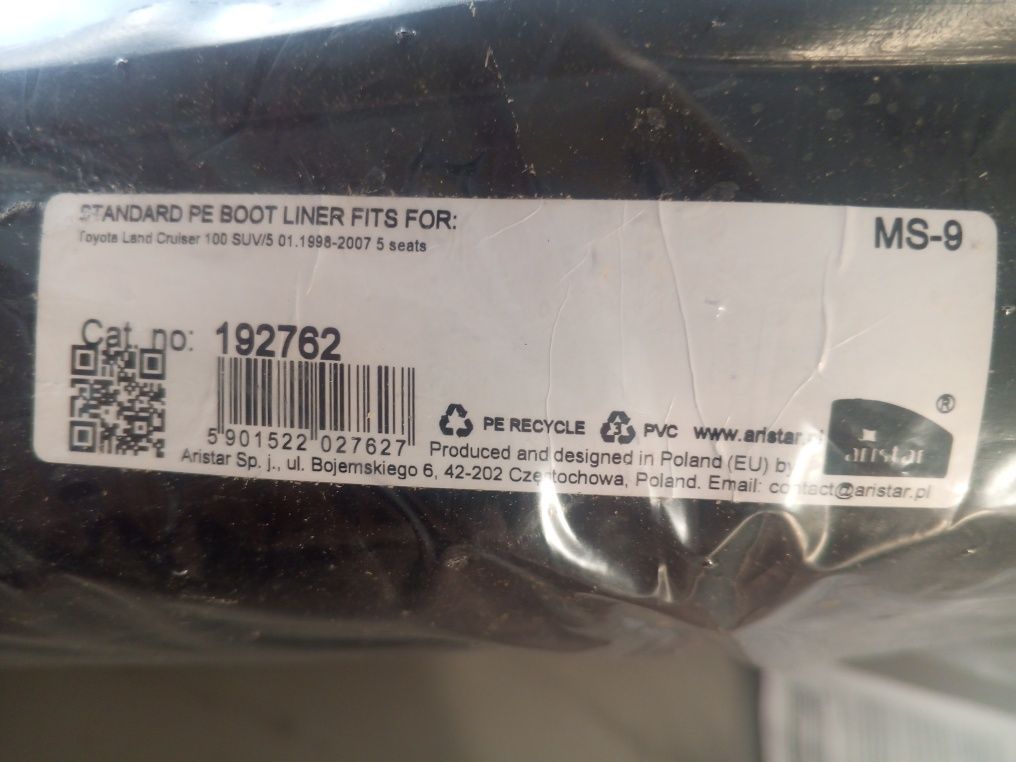 STANDARD PE BOOT LINER FITS FOR:
MS-9
Toyota Land Cruiser 100 SUV/5 01.1998-2007 5 seats
Cat. no: 192762
5 901522 027627
PE RECYCLE PVC www.aristar.pl
®
aristar
Produced and designed in Poland (EU) by
Aristar Sp. j., ul. Bojemskiego 6, 42-202 Częstochowa, Poland. Email: contact@aristar.pl